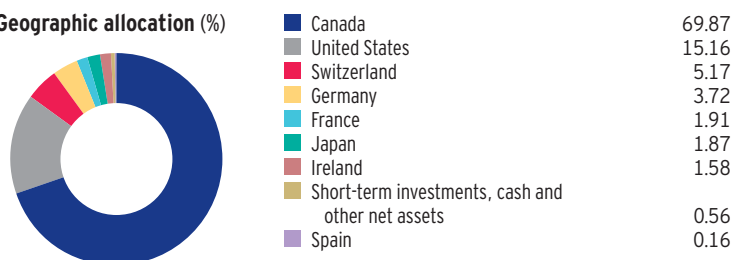 Geographic allocation (%)
Canada 69.87
United States 15.16
Switzerland 5.17
Germany 3.72
France 1.91
Japan 1.87
Ireland 1.58
Short-term investments, cash and
other net assets 0.56
Spain 0.16